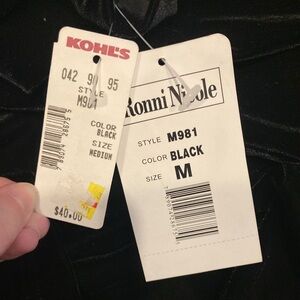 KOHL'S
042 90 95
STYLE
M981
COLOR
BLACK
SIZE
MEDIUM
$40.00
Ronni Nicole
STYLE M981
COLOR BLACK
SIZE M